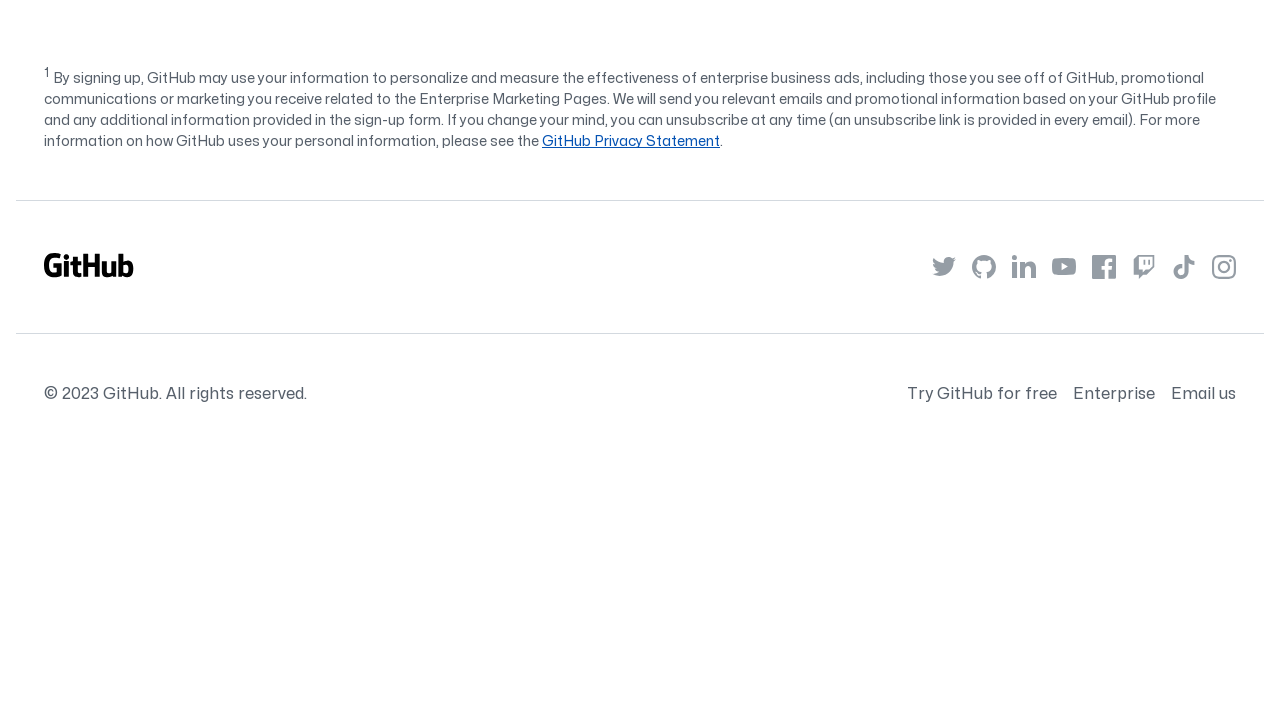 1 By signing up, GitHub may use your information to personalize and measure the effectiveness of enterprise business ads, including those you see off of GitHub, promotional
communications or marketing you receive related to the Enterprise Marketing Pages. We will send you relevant emails and promotional information based on your GitHub profile
and any additional information provided in the sign-up form. If you change your mind, you can unsubscribe at any time (an unsubscribe link is provided in every email). For more
information on how GitHub uses your personal information, please see the GitHub Privacy Statement.
GitHub
© 2023 GitHub. All rights reserved.
Try GitHub for free Enterprise Email us